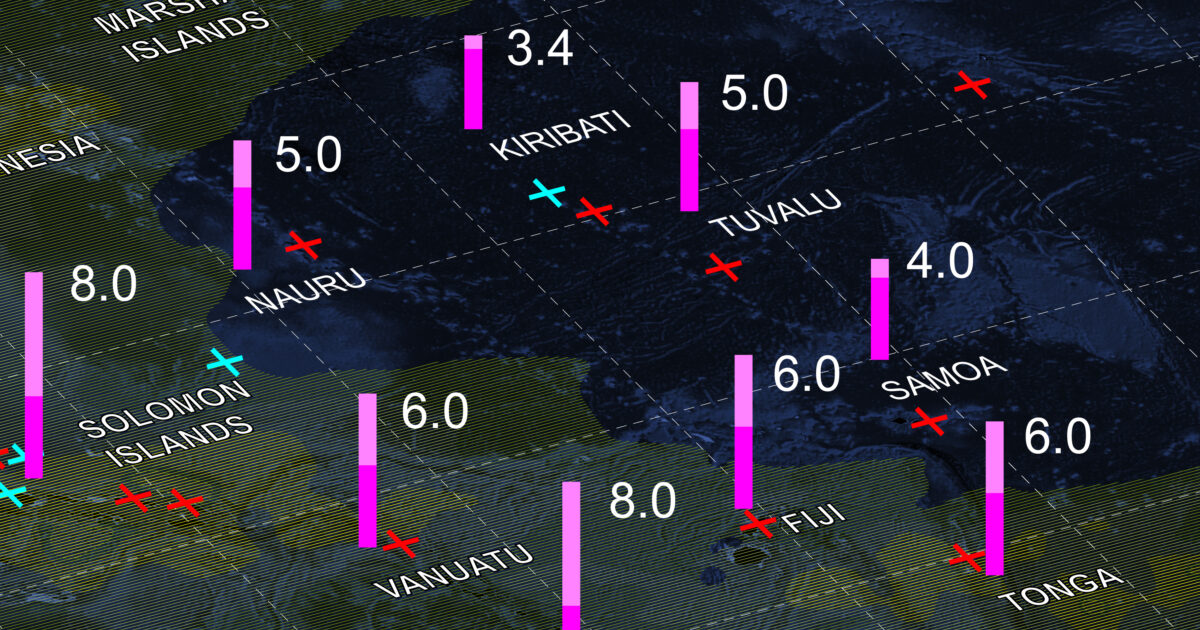 MARSHA
ISLANDS
3.4
5.0
KIRIBATI
NESIA
5.0
TUVALU
8.0
NAURU
4.0
6.0
SAMOA
SOLOMON
ISLANDS
6.0
6.0
8.0
FIJI
VANUATU
TONGA